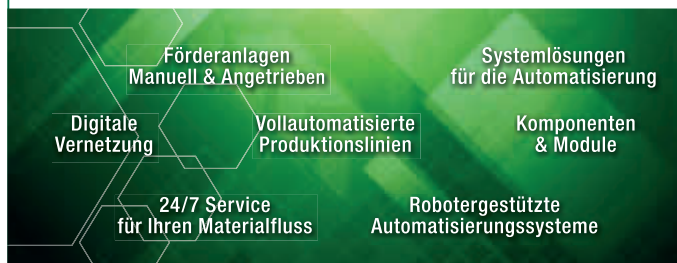 Förderanlagen
Manuell & Angetrieben
Systemlösungen
für die Automatisierung
Digitale
Vernetzung
Vollautomatisierte
Produktionslinien
Komponenten
& Module
24/7 Service
für Ihren Materialfluss
Robotergestützte
Automatisierungssysteme